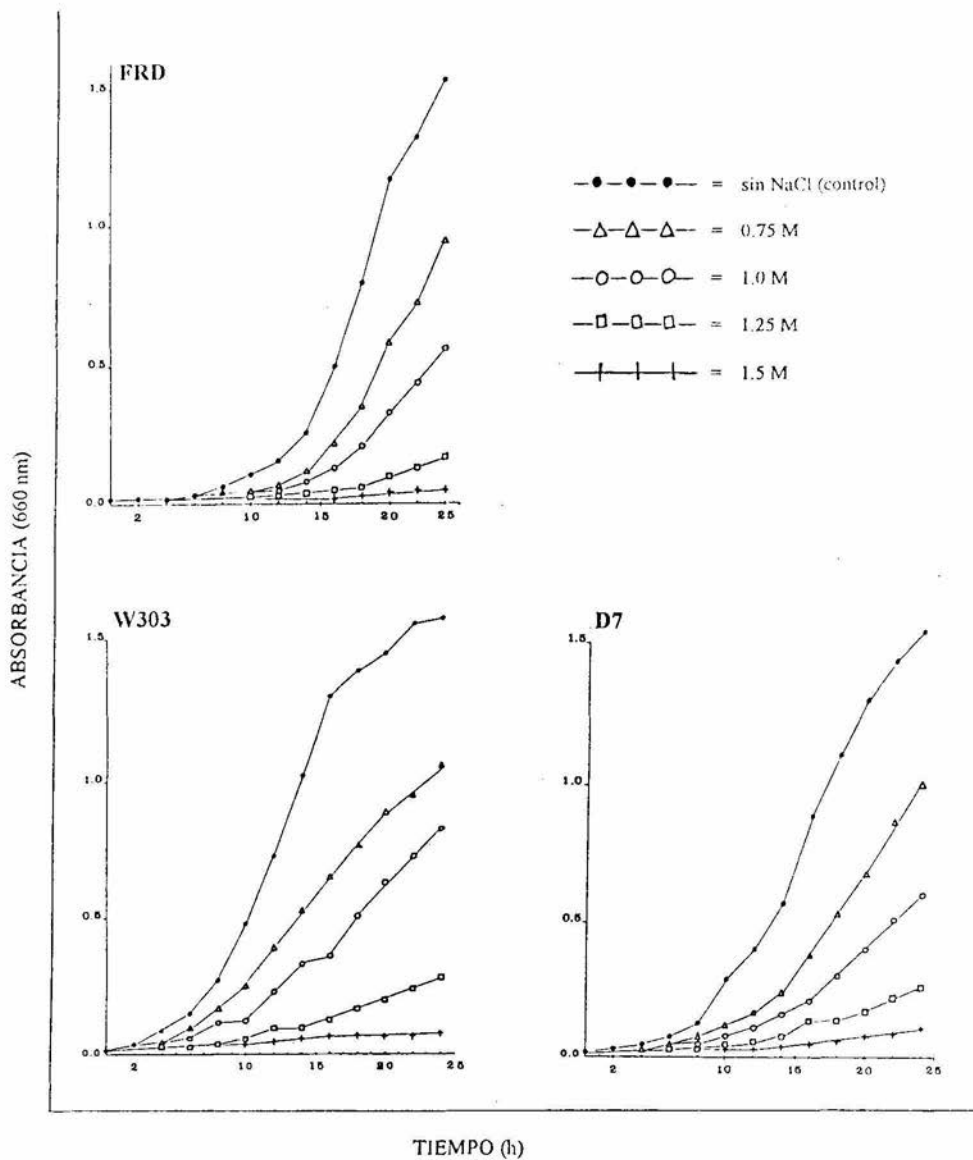 FRD
1.5
1.0
0.5
0.0
2
10
15
20
25
= sin NaCl (control)
= 0.75 M
= 1.0 M
= 1.25 M
= 1.5 M
ABSORBANCIA (660 nm)
W303
1.5
1.0
0.5
0.0
2
10
15
20
25
D7
1.5
1.0
0.5
0.0
2
10
15
20
25
TIEMPO (h)